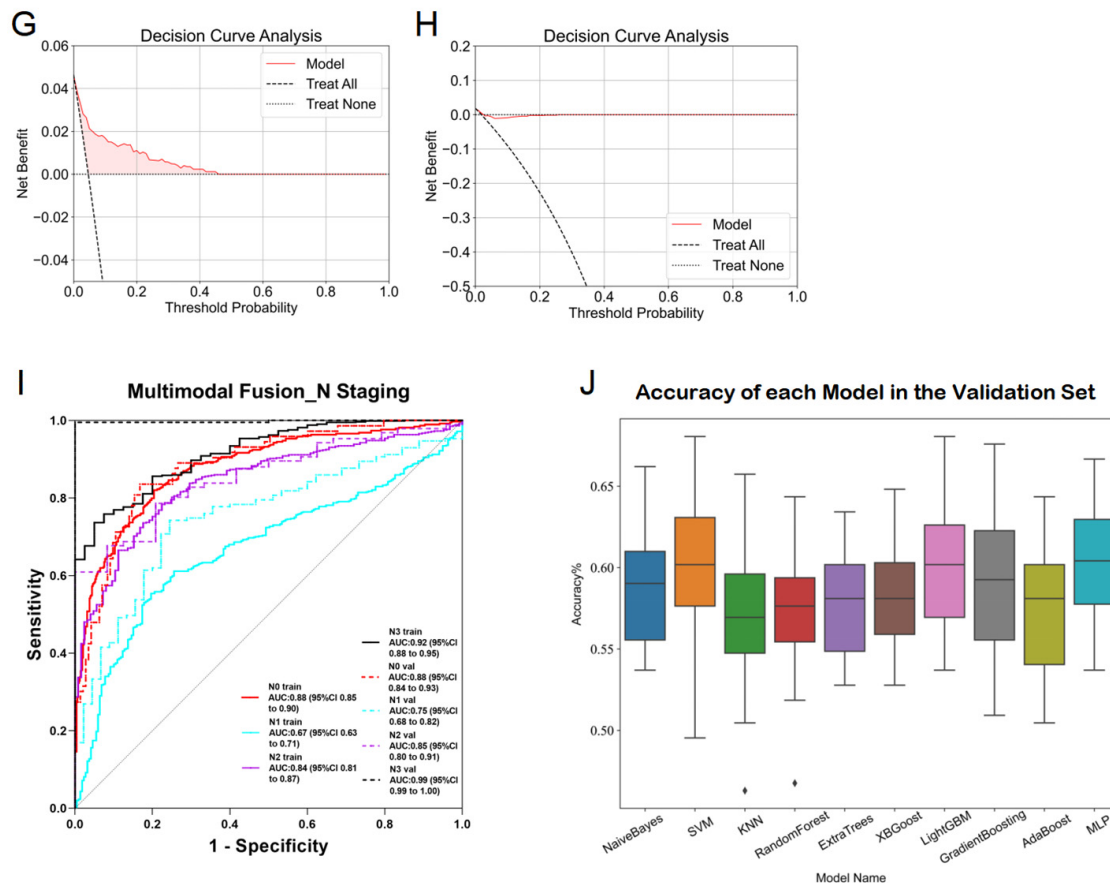 G
Decision Curve Analysis
0.06
0.04
0.02
0.00
−0.02
−0.04
Net Benefit
Model
Treat All
Treat None
0.0 0.2 0.4 0.6 0.8 1.0
Threshold Probability
H
Decision Curve Analysis
0.2
0.1
0.0
−0.1
−0.2
−0.3
−0.4
−0.5
Net Benefit
Model
Treat All
Treat None
0.0 0.2 0.4 0.6 0.8 1.0
Threshold Probability
I
Multimodal Fusion_N Staging
1.0
0.8
0.6
0.4
0.2
0.0
Sensitivity
N0 train
AUC:0.88 (95%CI 0.85
to 0.90)
N1 train
AUC:0.67 (95%CI 0.63
to 0.71)
N2 train
AUC:0.84 (95%CI 0.81
to 0.87)
N3 train
AUC:0.92 (95%CI
0.88 to 0.95)
N0 val
AUC:0.88 (95%CI
0.84 to 0.93)
N1 val
AUC:0.75 (95%CI
0.68 to 0.82)
N2 val
AUC:0.85 (95%CI
0.80 to 0.91)
N3 val
AUC:0.99 (95%CI
0.99 to 1.00)
0.0 0.2 0.4 0.6 0.8 1.0
1 - Specificity
J
Accuracy of each Model in the Validation Set
0.65
0.60
0.55
0.50
Accuracy%
NaiveBayes
SVM
KNN
RandomForest
ExtraTrees
XBGoost
LightGBM
GradientBoosting
AdaBoost
MLP
Model Name